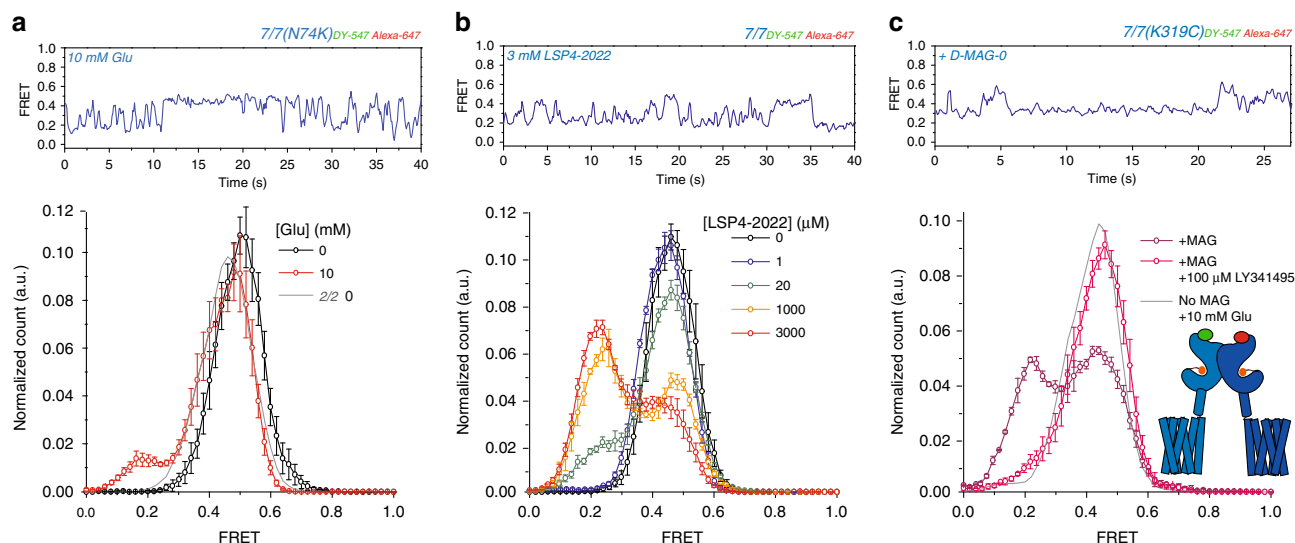 a
7/7(N74K)DY-547 Alexa-647
10 mM Glu
FRET
1.0
0.8
0.6
0.4
0.2
0.0
0 5 10 15 20 25 30 35 40
Time (s)
Normalized count (a.u.)
0.12
0.10
0.08
0.06
0.04
0.02
0.00
[Glu] (mM)
0
10
2/2 0
0.0 0.2 0.4 0.6 0.8 1.0
FRET
b
7/7DY-547 Alexa-647
3 mM LSP4-2022
FRET
1.0
0.8
0.6
0.4
0.2
0.0
0 5 10 15 20 25 30 35 40
Time (s)
Normalized count (a.u.)
0.12
0.10
0.08
0.06
0.04
0.02
0.00
[LSP4-2022] (μM)
0
1
20
1000
3000
0.0 0.2 0.4 0.6 0.8 1.0
FRET
c
7/7(K319C)DY-547 Alexa-647
+ D-MAG-0
FRET
1.0
0.8
0.6
0.4
0.2
0.0
0 5 10 15 20 25
Time (s)
Normalized count (a.u.)
0.10
0.08
0.06
0.04
0.02
0.00
+MAG
+MAG
+100 μM LY341495
No MAG
+10 mM Glu
0.0 0.2 0.4 0.6 0.8 1.0
FRET